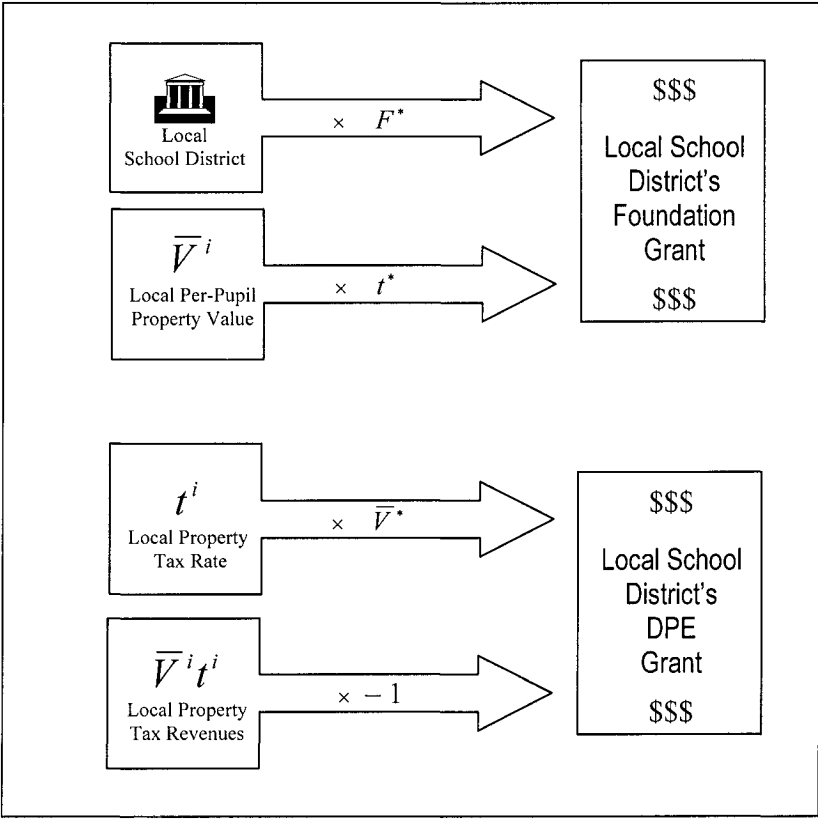 Local
School District
× F*
V̅ⁱ
Local Per-Pupil
Property Value
× t*
$$$
Local School
District's
Foundation
Grant
$$$
tⁱ
Local Property
Tax Rate
× V̅*
V̅ⁱtⁱ
Local Property
Tax Revenues
× − 1
$$$
Local School
District's
DPE
Grant
$$$